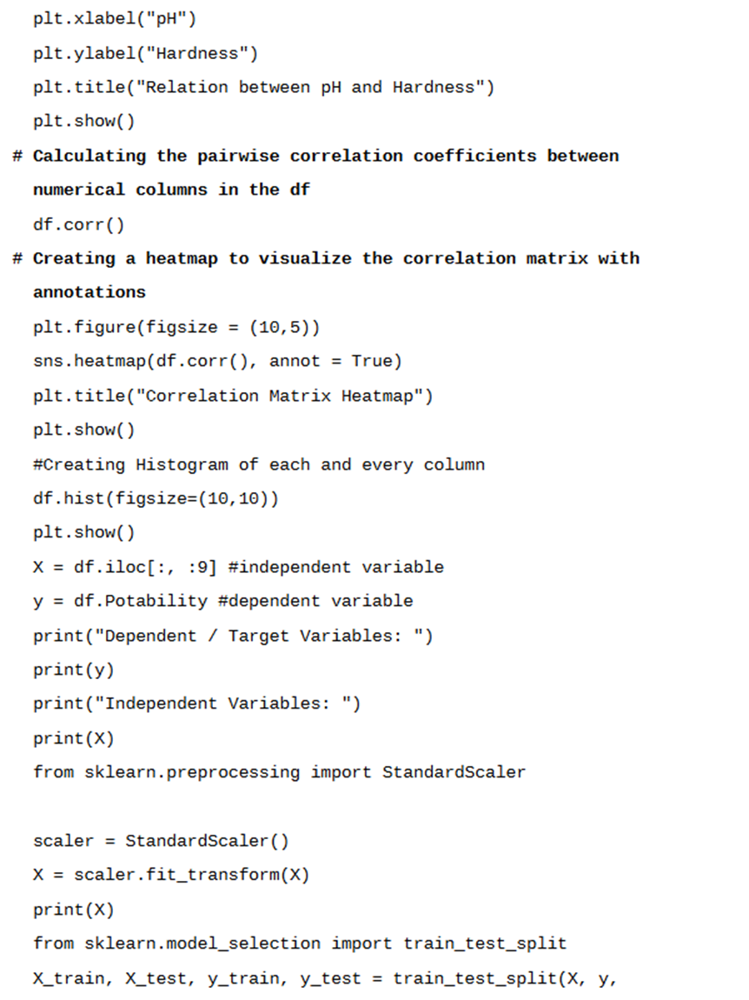 plt.xlabel("pH")
plt.ylabel("Hardness")
plt.title("Relation between pH and Hardness")
plt.show()
# Calculating the pairwise correlation coefficients between
numerical columns in the df
df.corr()
# Creating a heatmap to visualize the correlation matrix with
annotations
plt.figure(figsize = (10,5))
sns.heatmap(df.corr(), annot = True)
plt.title("Correlation Matrix Heatmap")
plt.show()
#Creating Histogram of each and every column
df.hist(figsize=(10,10))
plt.show()
X = df.iloc[:, :9] #independent variable
y = df.Potability #dependent variable
print("Dependent / Target Variables: ")
print(y)
print("Independent Variables: ")
print(X)
from sklearn.preprocessing import StandardScaler
scaler = StandardScaler()
X = scaler.fit_transform(X)
print(X)
from sklearn.model_selection import train_test_split
X_train, X_test, y_train, y_test = train_test_split(X, y,